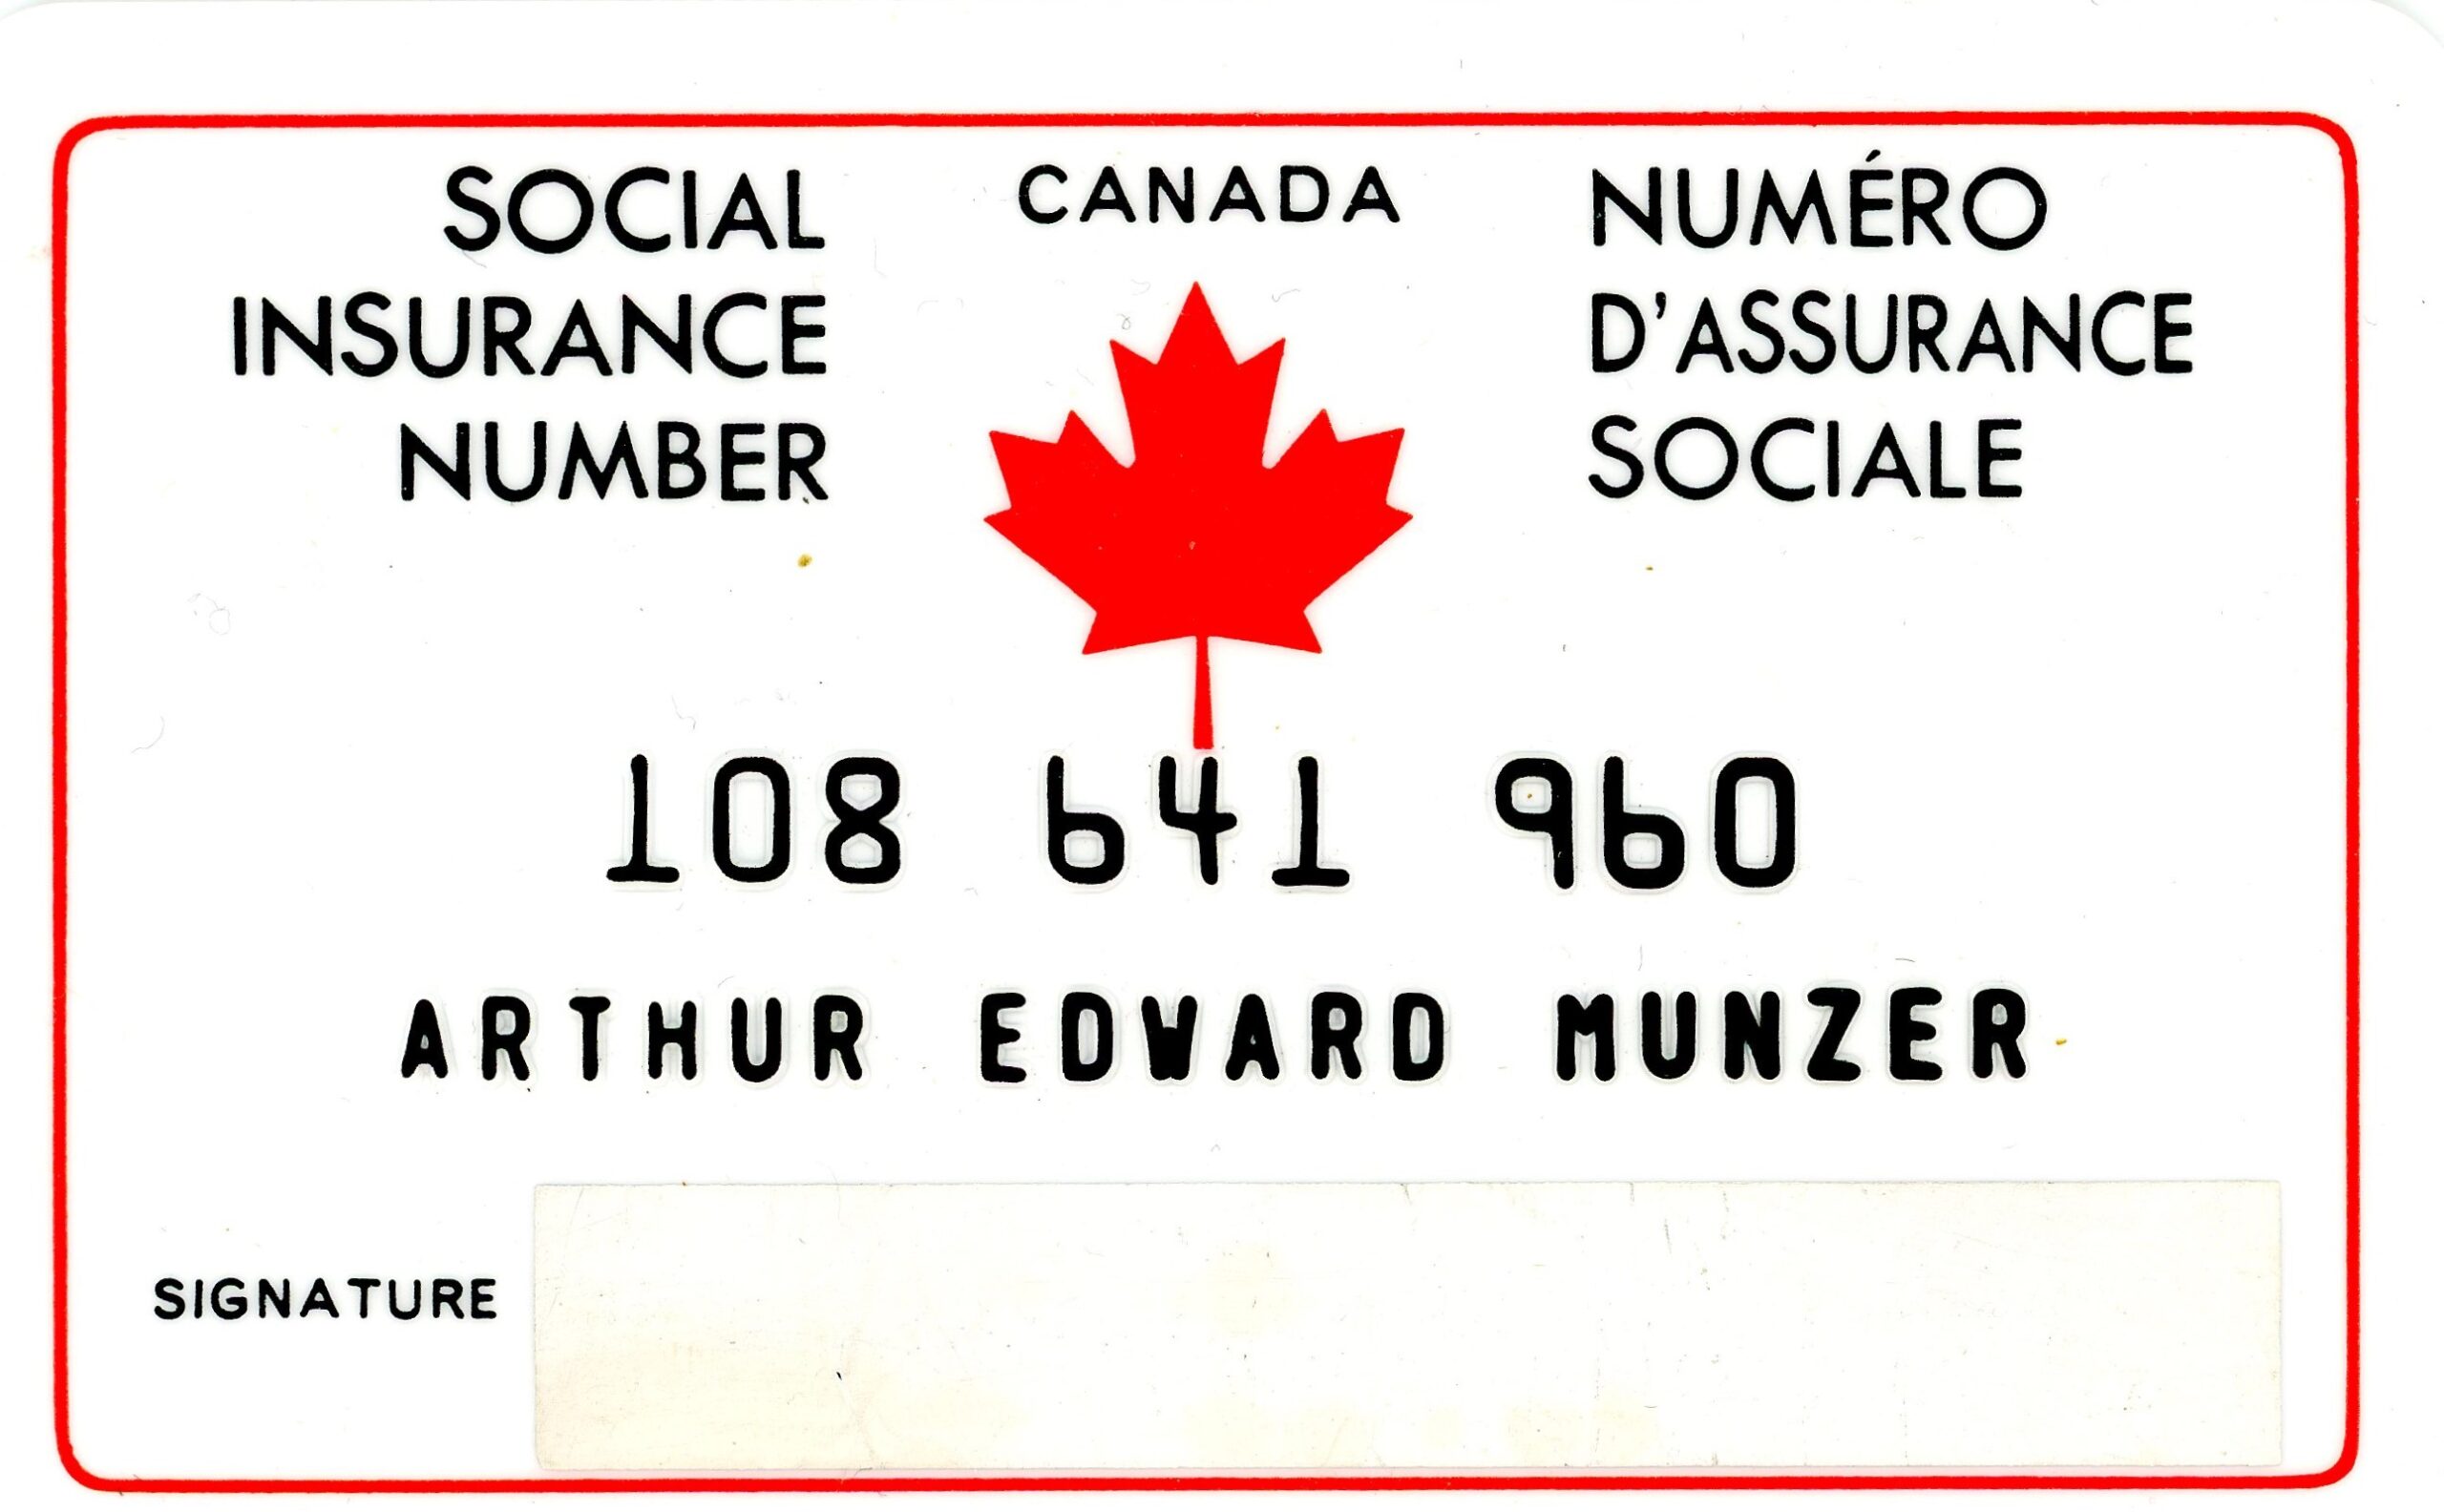 CANADA
SOCIAL
INSURANCE
NUMBER
NUMÉRO
D'ASSURANCE
SOCIALE
108 641 960
ARTHUR EDWARD MUNZER
SIGNATURE